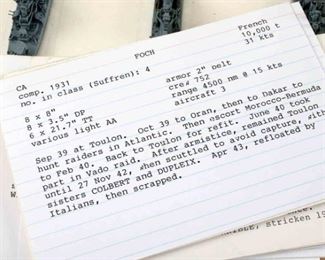 FOCH
French
CA
10,000 t
comp. 1931
31 kts
no. in class (Suffren): 4
8 x 8"
armor 2" belt
8 x 3.5" DP
cre# 752
6 x 21.7" TT
range 4500 nm @ 15 kts
various light AA
aircraft 3
Sep 39 at Toulon. Oct 39 to Oran, then to Dakar to
hunt raiders in Atlantic. Then escort Morocco-Bermuda
to Feb 40. Back to Toulon for refit. June 40 took
part in Vado raid. After armistice, remained Toulon
until 27 Nov 42, when scuttled to avoid capture, with
sisters COLBERT and DUPLEIX. Apr 43, refloated by
Italians, then scrapped.
stricken